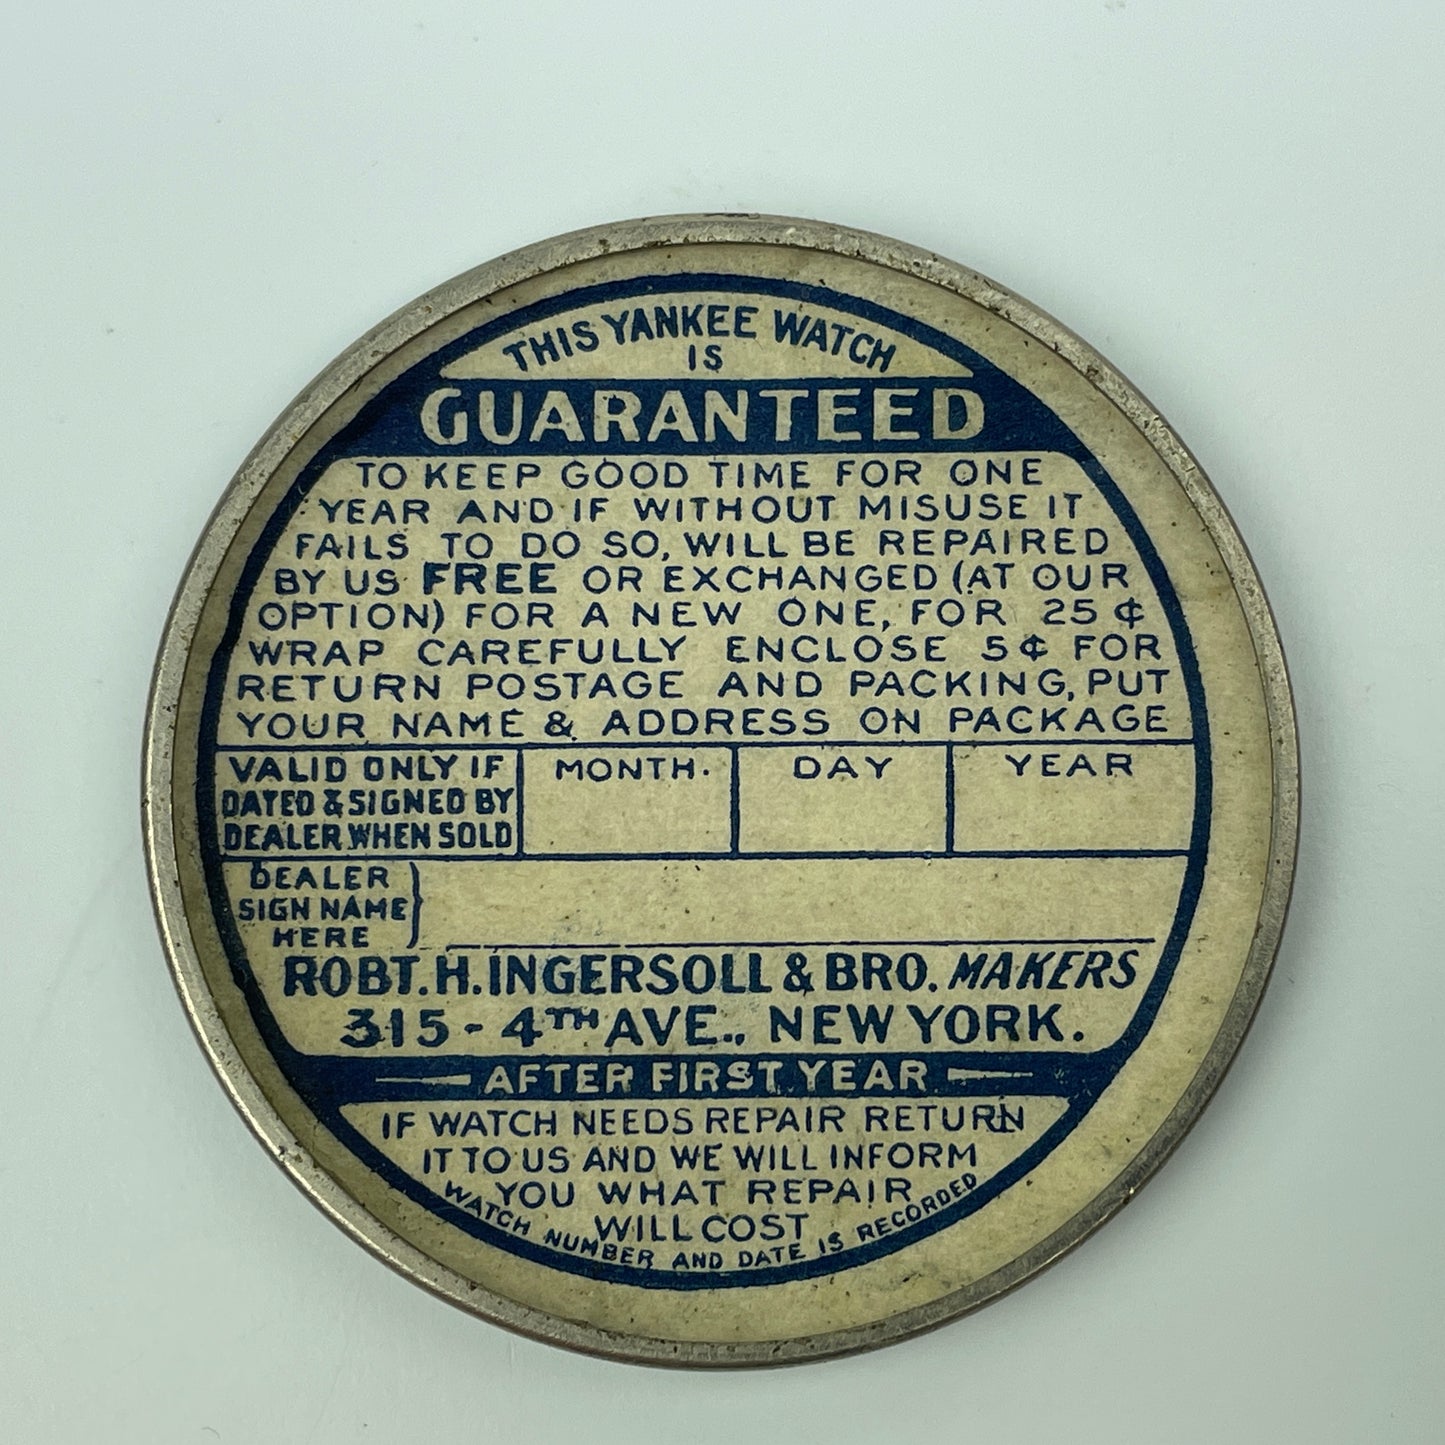 THIS YANKEE WATCH
IS
GUARANTEED
TO KEEP GOOD TIME FOR ONE
YEAR AND IF WITHOUT MISUSE IT
FAILS TO DO SO, WILL BE REPAIRED
BY US FREE OR EXCHANGED (AT OUR
OPTION) FOR A NEW ONE, FOR 25¢
WRAP CAREFULLY ENCLOSE 5¢ FOR
RETURN POSTAGE AND PACKING, PUT
YOUR NAME & ADDRESS ON PACKAGE
VALID ONLY IF
DATED & SIGNED BY
DEALER WHEN SOLD
MONTH.
DAY
YEAR
DEALER
SIGN NAME
HERE
ROBT. H. INGERSOLL & BRO. MAKERS
315 - 4TH AVE., NEW YORK.
AFTER FIRST YEAR
IF WATCH NEEDS REPAIR RETURN
IT TO US AND WE WILL INFORM
YOU WHAT REPAIR
WILL COST
WATCH NUMBER AND DATE IS RECORDED